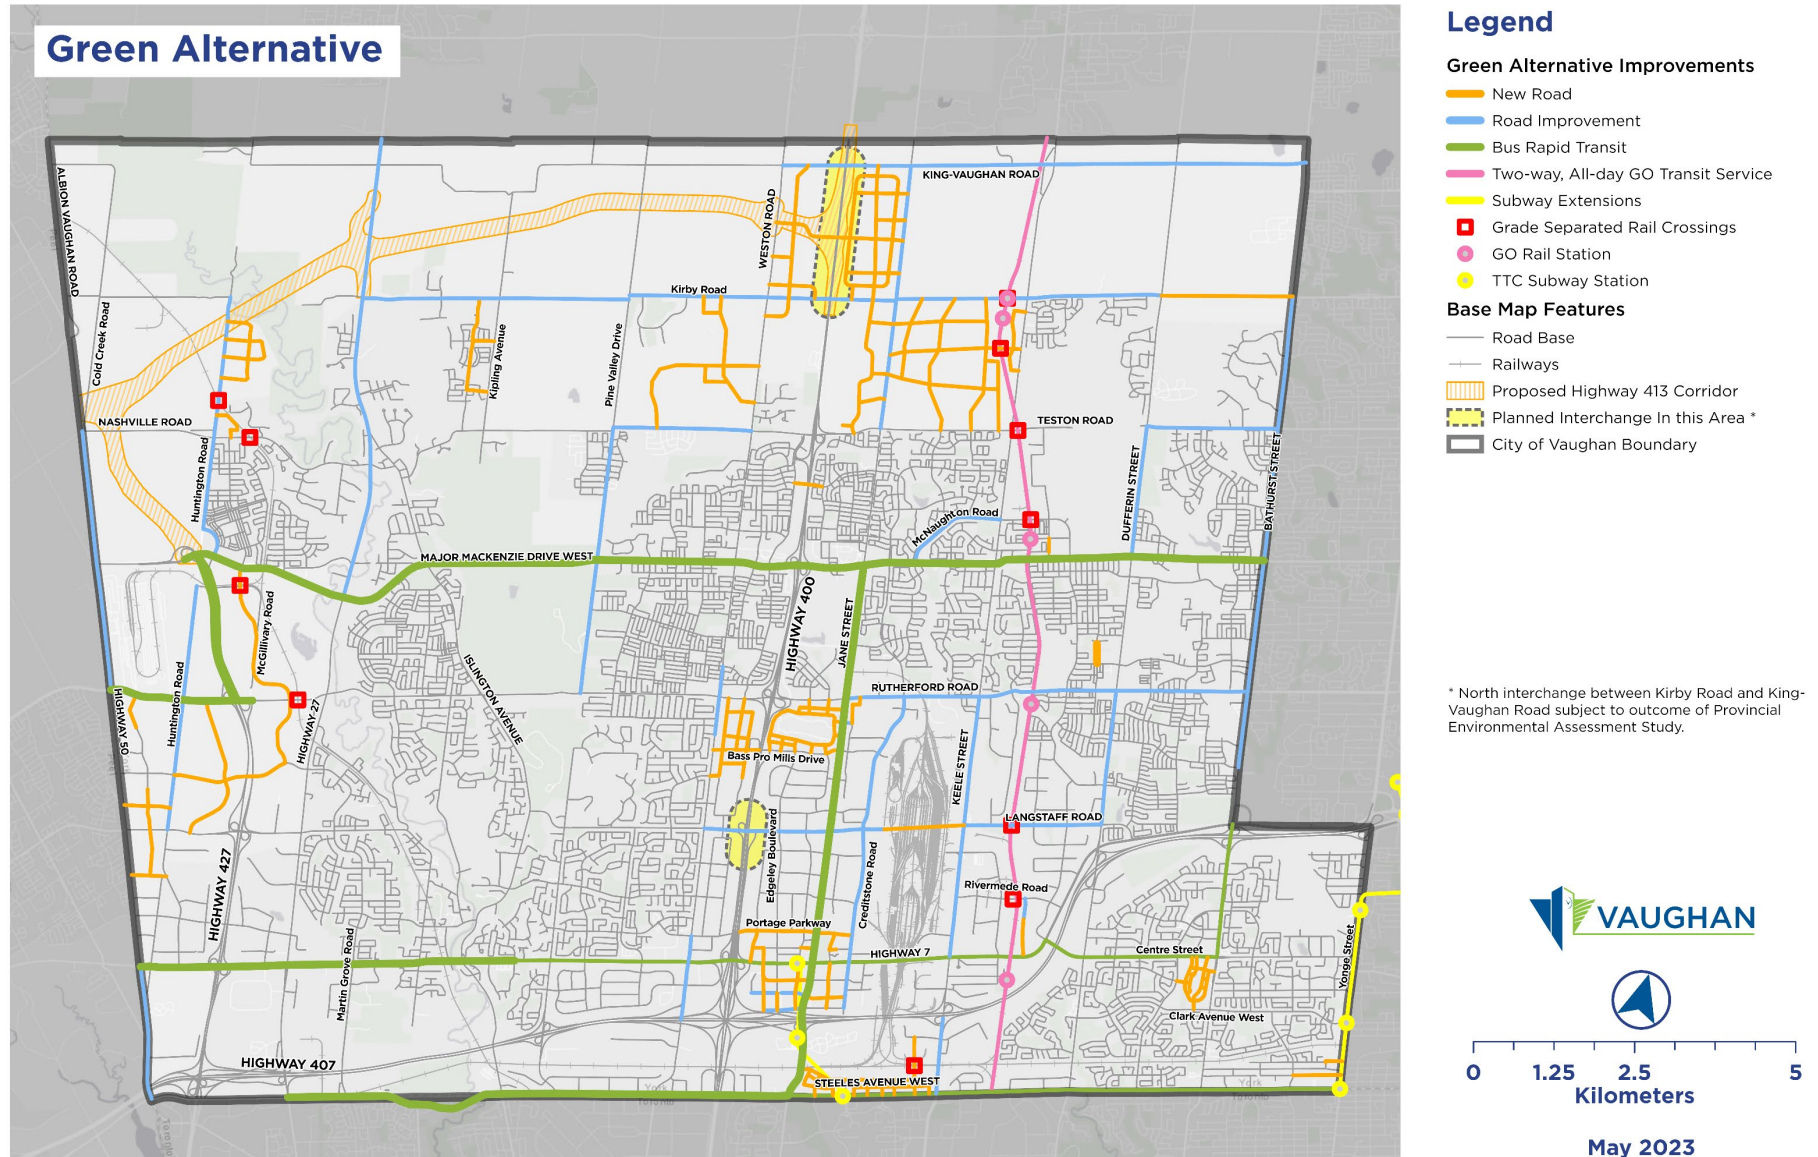 Green Alternative
Legend
Green Alternative Improvements
New Road
Road Improvement
Bus Rapid Transit
Two-way, All-day GO Transit Service
Subway Extensions
Grade Separated Rail Crossings
GO Rail Station
TTC Subway Station
Base Map Features
Road Base
Railways
Proposed Highway 413 Corridor
Planned Interchange In this Area *
City of Vaughan Boundary
* North interchange between Kirby Road and King-
Vaughan Road subject to outcome of Provincial
Environmental Assessment Study.
VAUGHAN
0 1.25 2.5 5
Kilometers
May 2023
ALBION VAUGHAN ROAD
KING-VAUGHAN ROAD
WESTON ROAD
Kirby Road
Cold Creek Road
Kipling Avenue
Pine Valley Drive
NASHVILLE ROAD
TESTON ROAD
Huntington Road
DUFFERIN STREET
BATHURST STREET
McNaughton Road
MAJOR MACKENZIE DRIVE WEST
HIGHWAY 400
JANE STREET
McGillivary Road
ISLINGTON AVENUE
Huntington Road
HIGHWAY 50
HIGHWAY 27
RUTHERFORD ROAD
KEELE STREET
Bass Pro Mills Drive
LANGSTAFF ROAD
Edgeley Boulevard
Creditstone Road
HIGHWAY 427
Rivermede Road
Portage Parkway
Martin Grove Road
HIGHWAY 7
Centre Street
Yonge Street
Clark Avenue West
HIGHWAY 407
STEELES AVENUE WEST
York
Toronto
York
Toronto